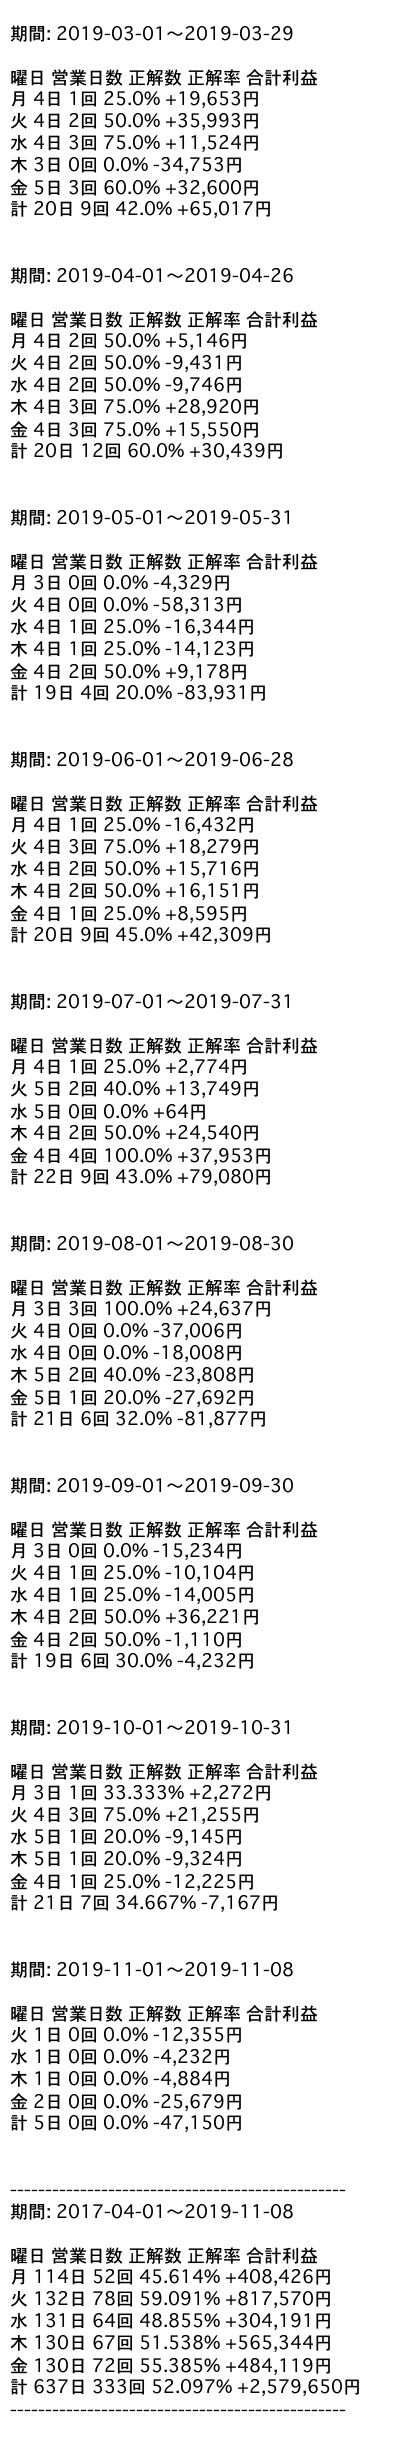 期間: 2019-03-01〜2019-03-29
曜日 営業日数 正解数 正解率 合計利益
月 4日 1回 25.0% +19,653円
火 4日 2回 50.0% +35,993円
水 4日 3回 75.0% +11,524円
木 3日 0回 0.0% -34,753円
金 5日 3回 60.0% +32,600円
計 20日 9回 42.0% +65,017円
期間: 2019-04-01〜2019-04-26
曜日 営業日数 正解数 正解率 合計利益
月 4日 2回 50.0% +5,146円
火 4日 2回 50.0% -9,431円
水 4日 2回 50.0% -9,746円
木 4日 3回 75.0% +28,920円
金 4日 3回 75.0% +15,550円
計 20日 12回 60.0% +30,439円
期間: 2019-05-01〜2019-05-31
曜日 営業日数 正解数 正解率 合計利益
月 3日 0回 0.0% -4,329円
火 4日 0回 0.0% -58,313円
水 4日 1回 25.0% -16,344円
木 4日 1回 25.0% -14,123円
金 4日 2回 50.0% +9,178円
計 19日 4回 20.0% -83,931円
期間: 2019-06-01〜2019-06-28
曜日 営業日数 正解数 正解率 合計利益
月 4日 1回 25.0% -16,432円
火 4日 3回 75.0% +18,279円
水 4日 2回 50.0% +15,716円
木 4日 2回 50.0% +16,151円
金 4日 1回 25.0% +8,595円
計 20日 9回 45.0% +42,309円
期間: 2019-07-01〜2019-07-31
曜日 営業日数 正解数 正解率 合計利益
月 4日 1回 25.0% +2,774円
火 5日 2回 40.0% +13,749円
水 5日 0回 0.0% +64円
木 4日 2回 50.0% +24,540円
金 4日 4回 100.0% +37,953円
計 22日 9回 43.0% +79,080円
期間: 2019-08-01〜2019-08-30
曜日 営業日数 正解数 正解率 合計利益
月 3日 3回 100.0% +24,637円
火 4日 0回 0.0% -37,006円
水 4日 0回 0.0% -18,008円
木 5日 2回 40.0% -23,808円
金 5日 1回 20.0% -27,692円
計 21日 6回 32.0% -81,877円
期間: 2019-09-01〜2019-09-30
曜日 営業日数 正解数 正解率 合計利益
月 3日 0回 0.0% -15,234円
火 4日 1回 25.0% -10,104円
水 4日 1回 25.0% -14,005円
木 4日 2回 50.0% +36,221円
金 4日 2回 50.0% -1,110円
計 19日 6回 30.0% -4,232円
期間: 2019-10-01〜2019-10-31
曜日 営業日数 正解数 正解率 合計利益
月 3日 1回 33.333% +2,272円
火 4日 3回 75.0% +21,255円
水 5日 1回 20.0% -9,145円
木 5日 1回 20.0% -9,324円
金 4日 1回 25.0% -12,225円
計 21日 7回 34.667% -7,167円
期間: 2019-11-01〜2019-11-08
曜日 営業日数 正解数 正解率 合計利益
火 1日 0回 0.0% -12,355円
水 1日 0回 0.0% -4,232円
木 1日 0回 0.0% -4,884円
金 2日 0回 0.0% -25,679円
計 5日 0回 0.0% -47,150円
------------------------------------------------
期間: 2017-04-01〜2019-11-08
曜日 営業日数 正解数 正解率 合計利益
月 114日 52回 45.614% +408,426円
火 132日 78回 59.091% +817,570円
水 131日 64回 48.855% +304,191円
木 130日 67回 51.538% +565,344円
金 130日 72回 55.385% +484,119円
計 637日 333回 52.097% +2,579,650円
------------------------------------------------